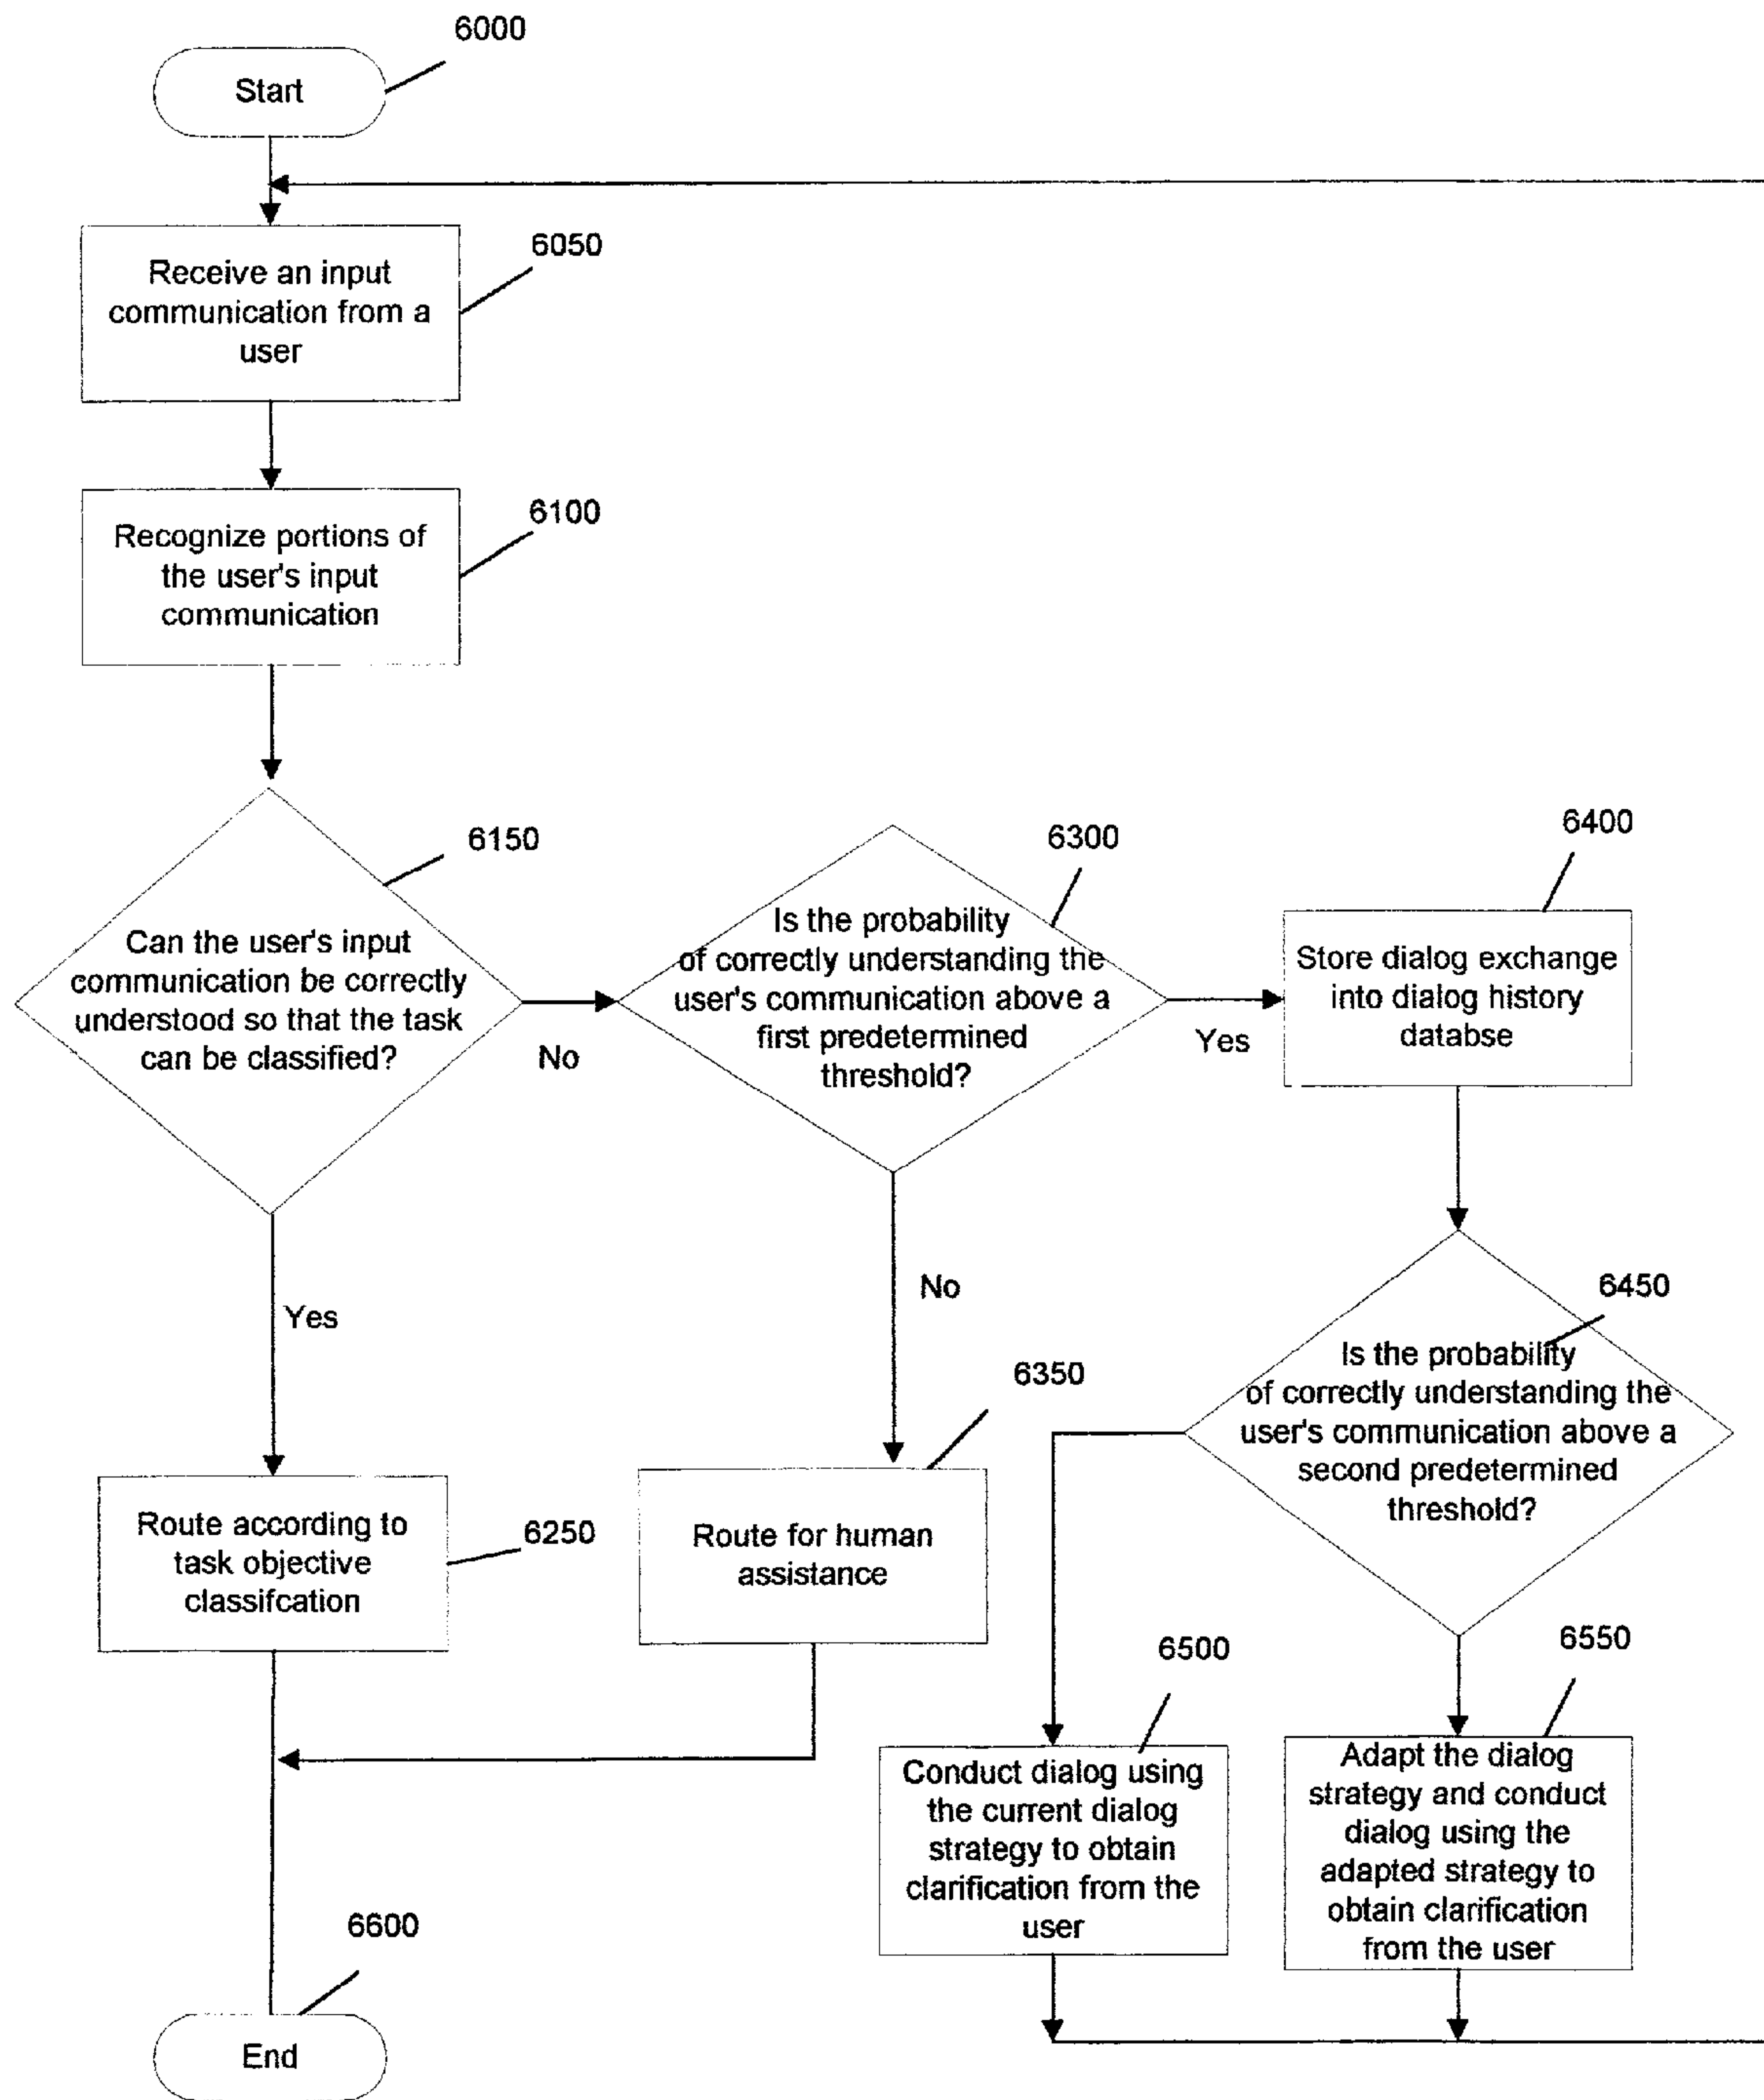 6000
Start
6050
Receive an input
communication from a
user
6100
Recognize portions of
the user's input
communication
6150
Can the user's input
communication be correctly
understood so that the task
can be classified?
No
Yes
6300
Is the probability
of correctly understanding the
user's communication above a
first predetermined
threshold?
Yes
No
6400
Store dialog exchange
into dialog history
databse
6450
Is the probability
of correctly understanding the
user's communication above a
second predetermined
threshold?
6250
Route according to
task objective
classifcation
6350
Route for human
assistance
6500
Conduct dialog using
the current dialog
strategy to obtain
clarification from the
user
6550
Adapt the dialog
strategy and conduct
dialog using the
adapted strategy to
obtain clarification
from the user
6600
End